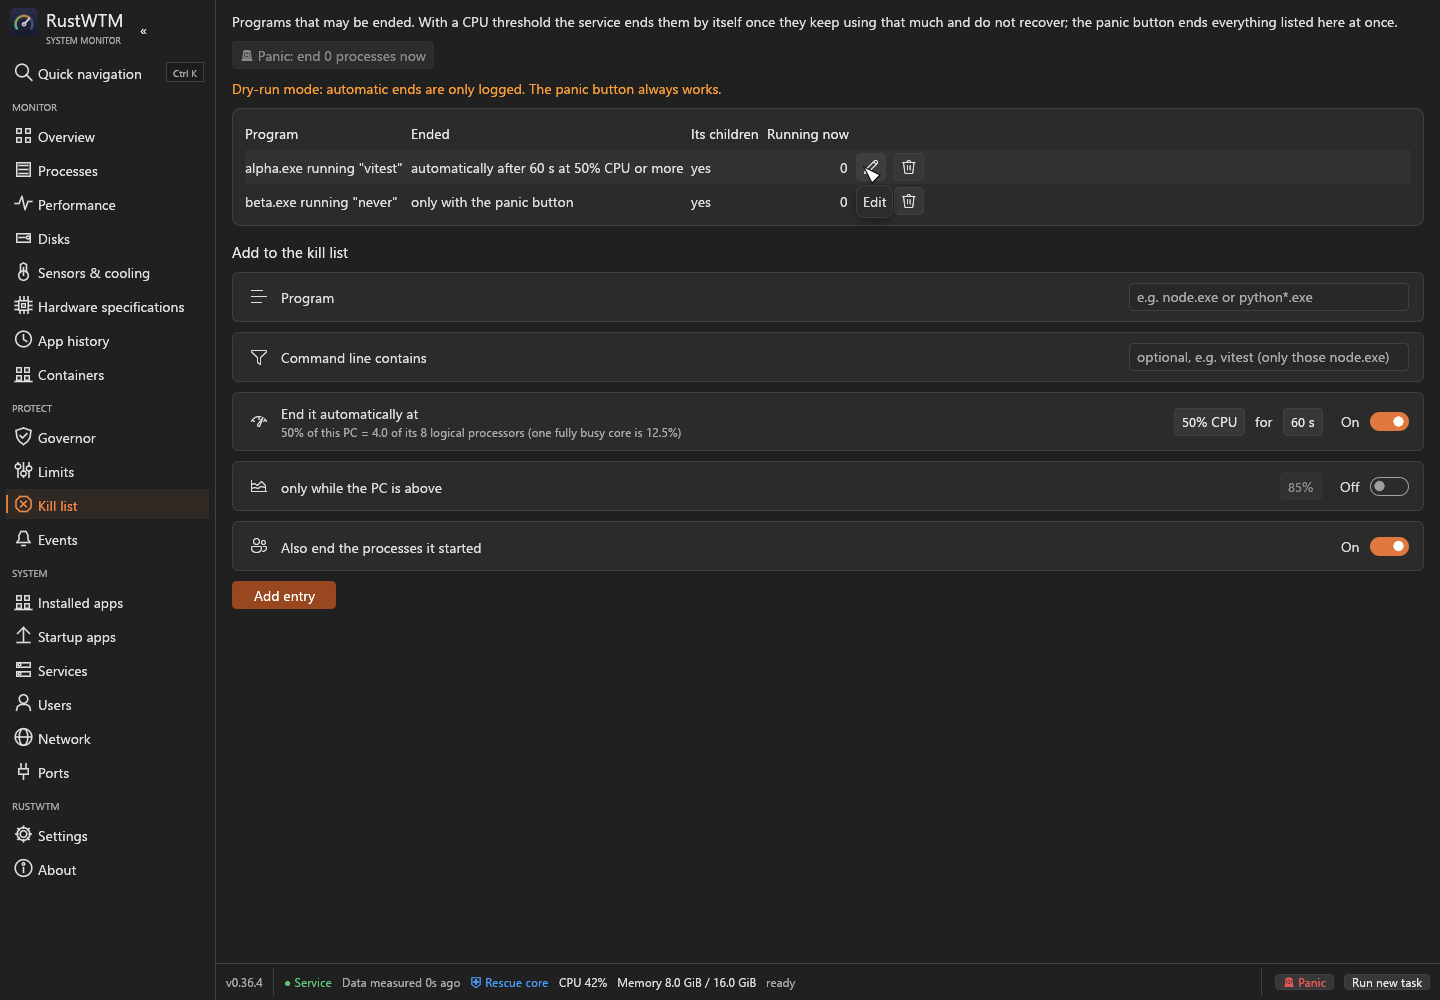 RustWTM
SYSTEM MONITOR
«
Quick navigation
Ctrl K
MONITOR
Overview
Processes
Performance
Disks
Sensors & cooling
Hardware specifications
App history
Containers
PROTECT
Governor
Limits
Kill list
Events
SYSTEM
Installed apps
Startup apps
Services
Users
Network
Ports
RUSTWTM
Settings
About
Programs that may be ended. With a CPU threshold the service ends them by itself once they keep using that much and do not recover; the panic button ends everything listed here at once.
Panic: end 0 processes now
Dry-run mode: automatic ends are only logged. The panic button always works.
Program Ended Its children Running now
alpha.exe running "vitest" automatically after 60 s at 50% CPU or more yes 0
beta.exe running "never" only with the panic button yes 0 Edit
Add to the kill list
Program e.g. node.exe or python*.exe
Command line contains optional, e.g. vitest (only those node.exe)
End it automatically at 50% CPU for 60 s On
50% of this PC = 4.0 of its 8 logical processors (one fully busy core is 12.5%)
only while the PC is above 85% Off
Also end the processes it started On
Add entry
v0.36.4 Service Data measured 0s ago Rescue core CPU 42% Memory 8.0 GiB / 16.0 GiB ready Panic Run new task